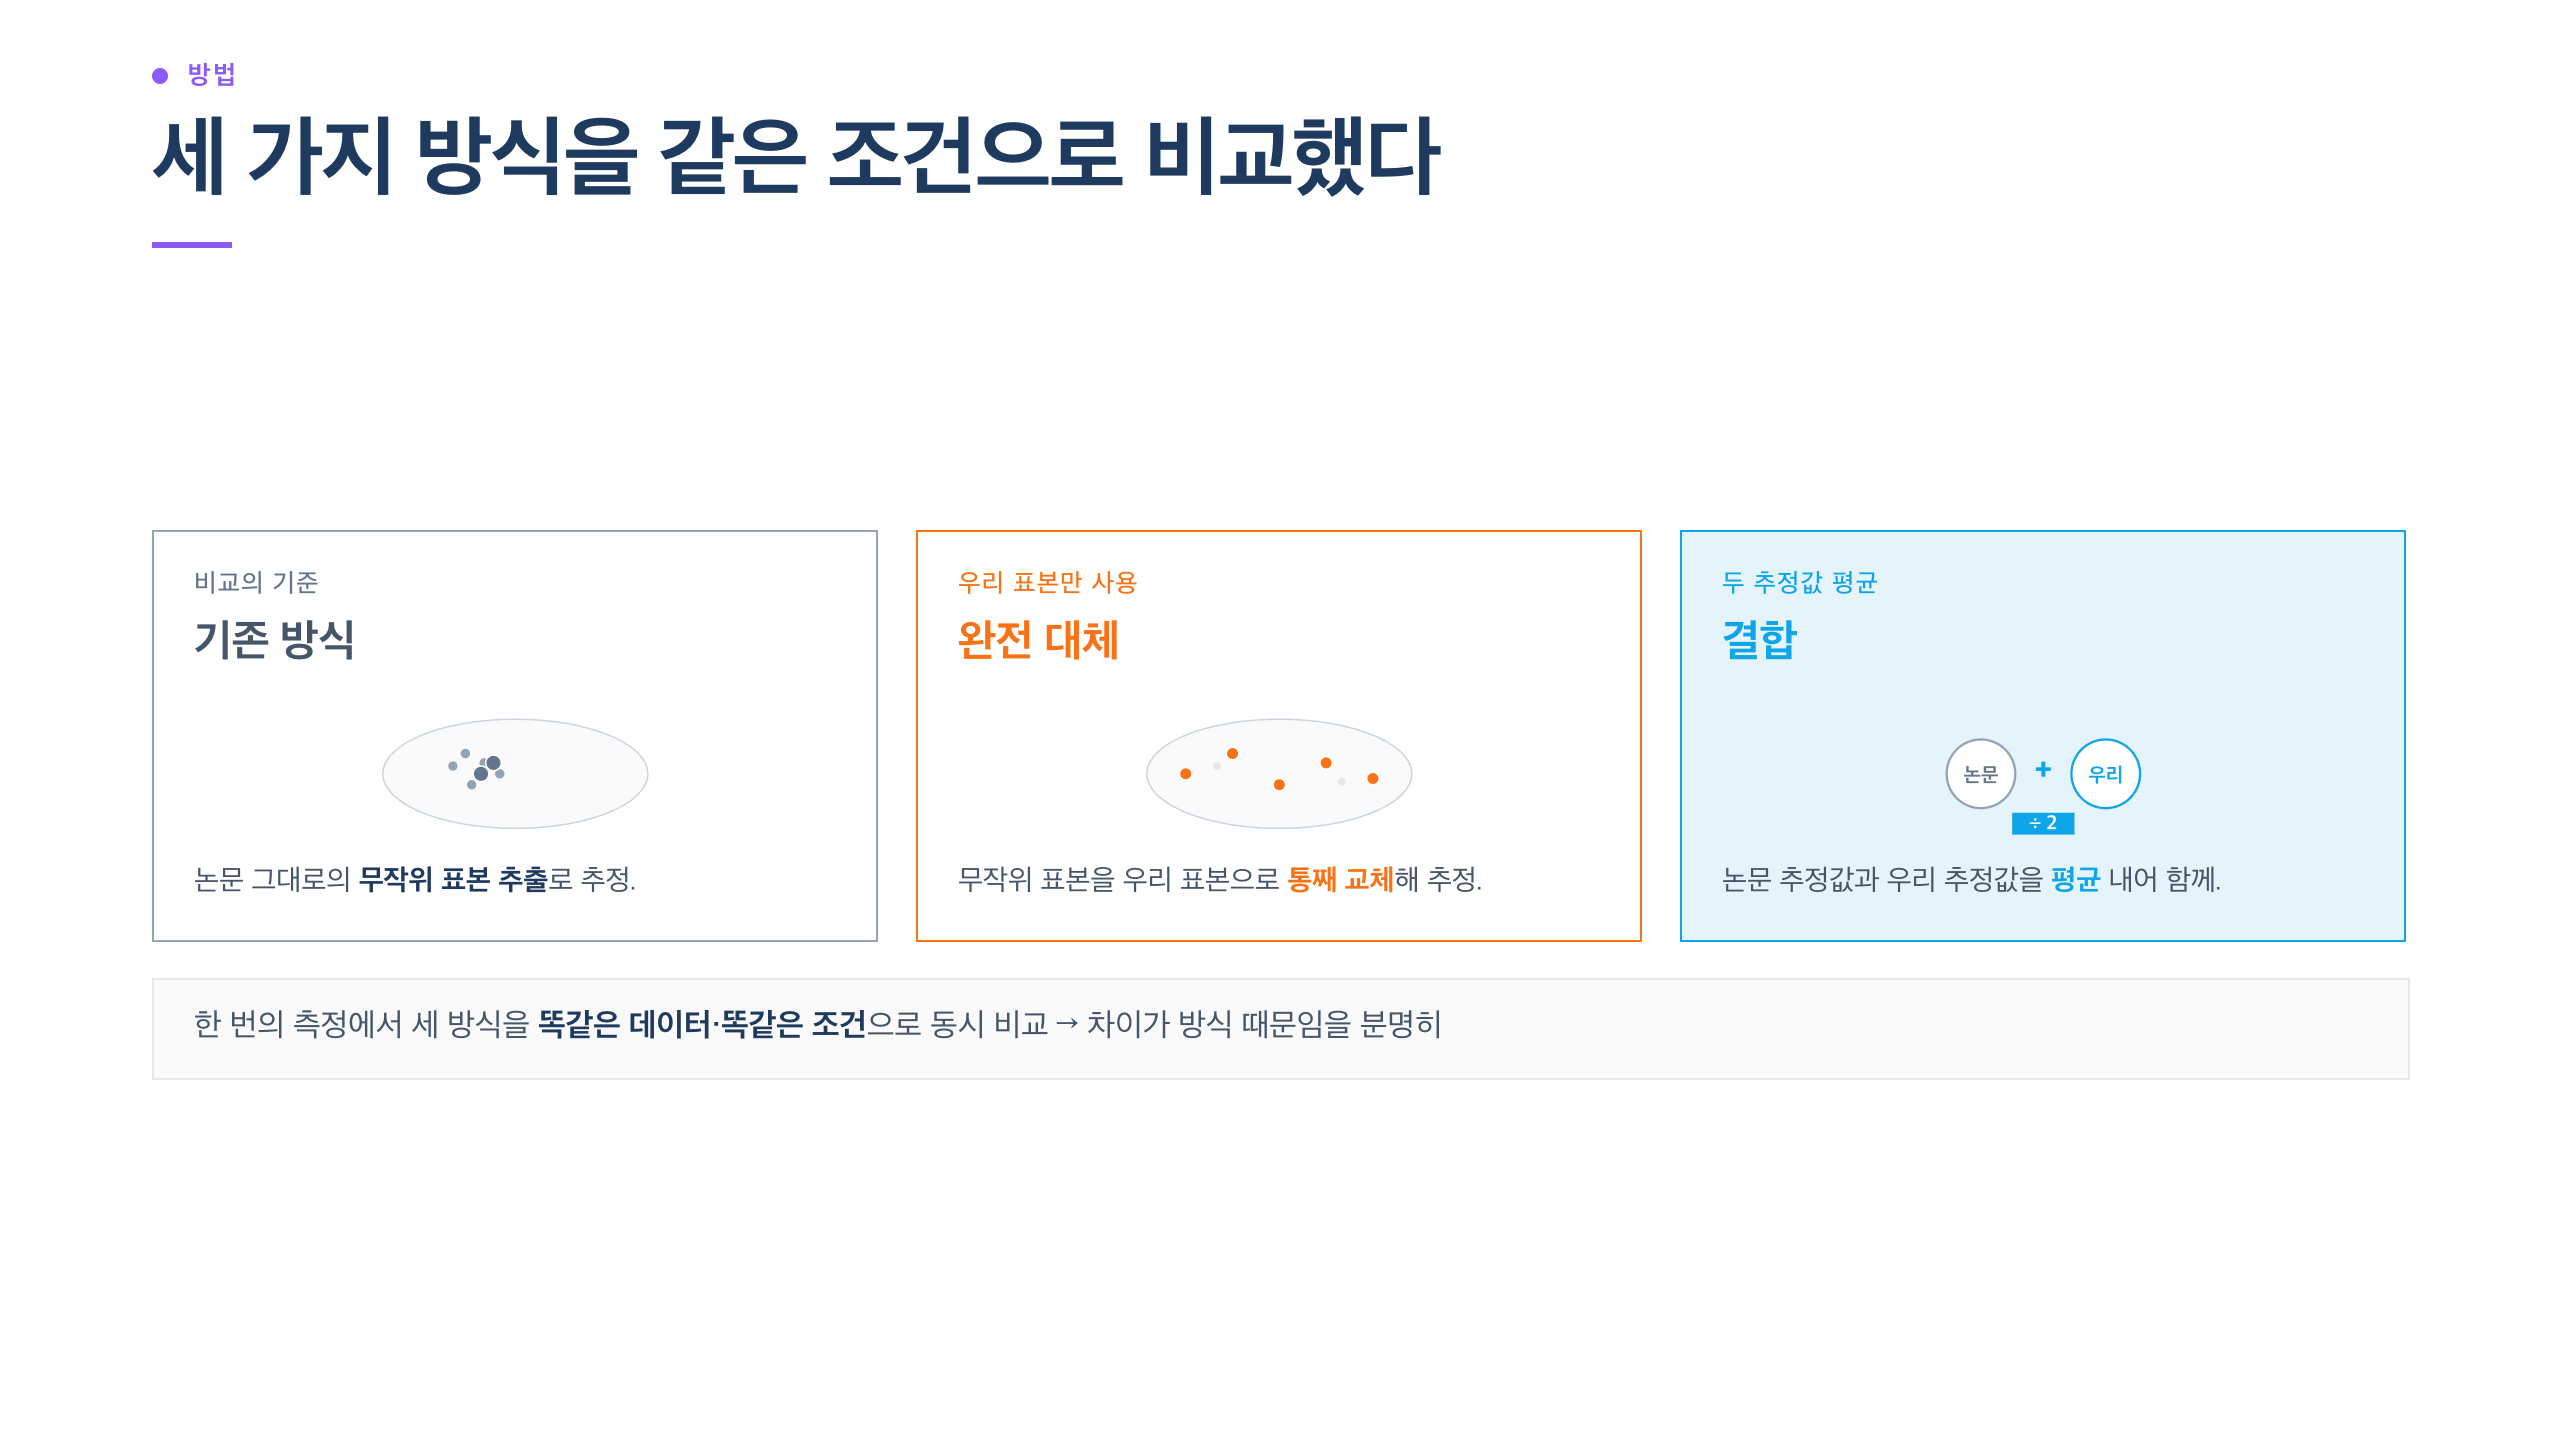 방법
세 가지 방식을 같은 조건으로 비교했다
비교의 기준
기존 방식
논문 그대로의 무작위 표본 추출로 추정.
우리 표본만 사용
완전 대체
무작위 표본을 우리 표본으로 통째 교체해 추정.
두 추정값 평균
결합
논문 + 우리
÷ 2
논문 추정값과 우리 추정값을 평균 내어 함께.
한 번의 측정에서 세 방식을 똑같은 데이터·똑같은 조건으로 동시 비교 → 차이가 방식 때문임을 분명히